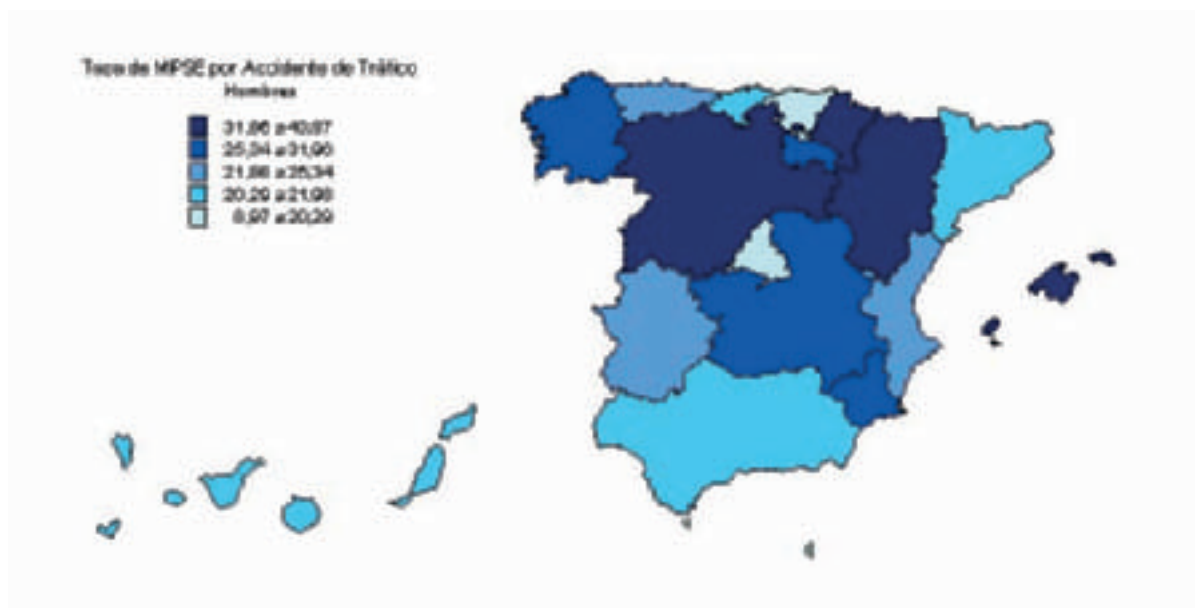 Tasa de MPSE por Accidente de Tráfico
Hombres
31,96 a 40,97
25,34 a 31,96
21,98 a 25,34
20,29 a 21,98
8,97 a 20,29